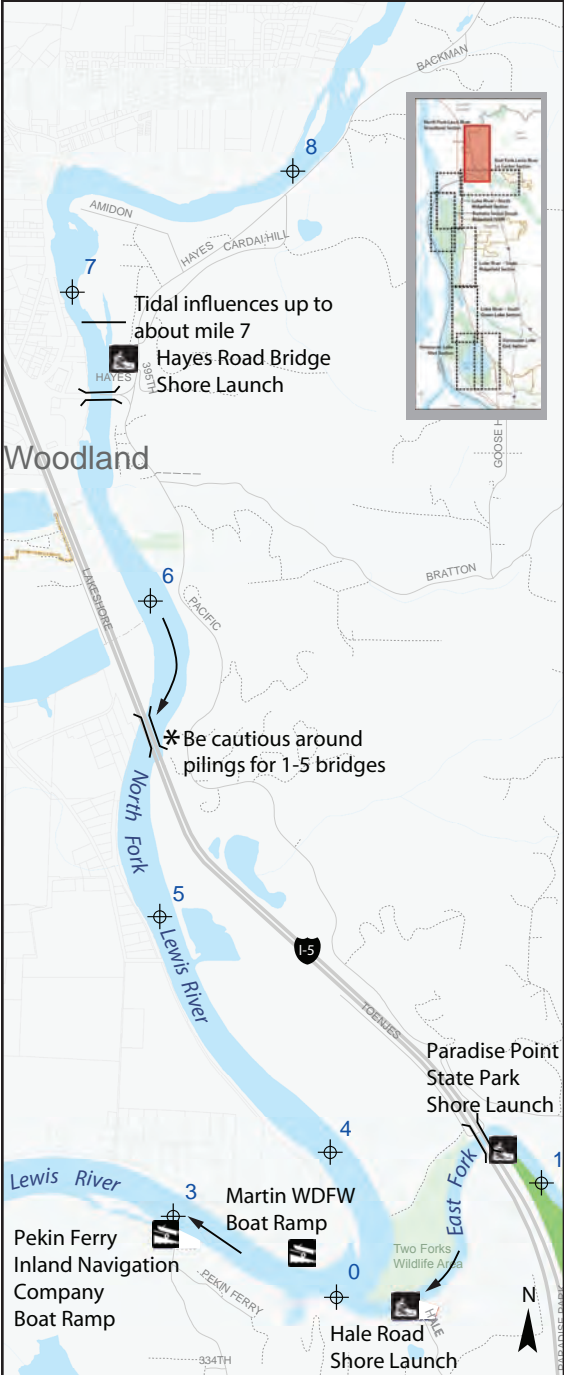 BACKMAN
8
AMIDON
HAYES
CARDAI HILL
7
Tidal influences up to
about mile 7
Hayes Road Bridge
Shore Launch
HAYES
395TH
Woodland
GOOSE H
LAKESHORE
6
PACIFIC
BRATTON
* Be cautious around
pilings for 1-5 bridges
North Fork
5
Lewis River
I-5
TOENJES
Paradise Point
State Park
Shore Launch
4
1
East Fork
Lewis River
3
Martin WDFW
Boat Ramp
Pekin Ferry
Inland Navigation
Company
Boat Ramp
Two Forks
Wildlife Area
0
PEKIN FERRY
HALE
N
Hale Road
Shore Launch
334TH
PARADISE PARK